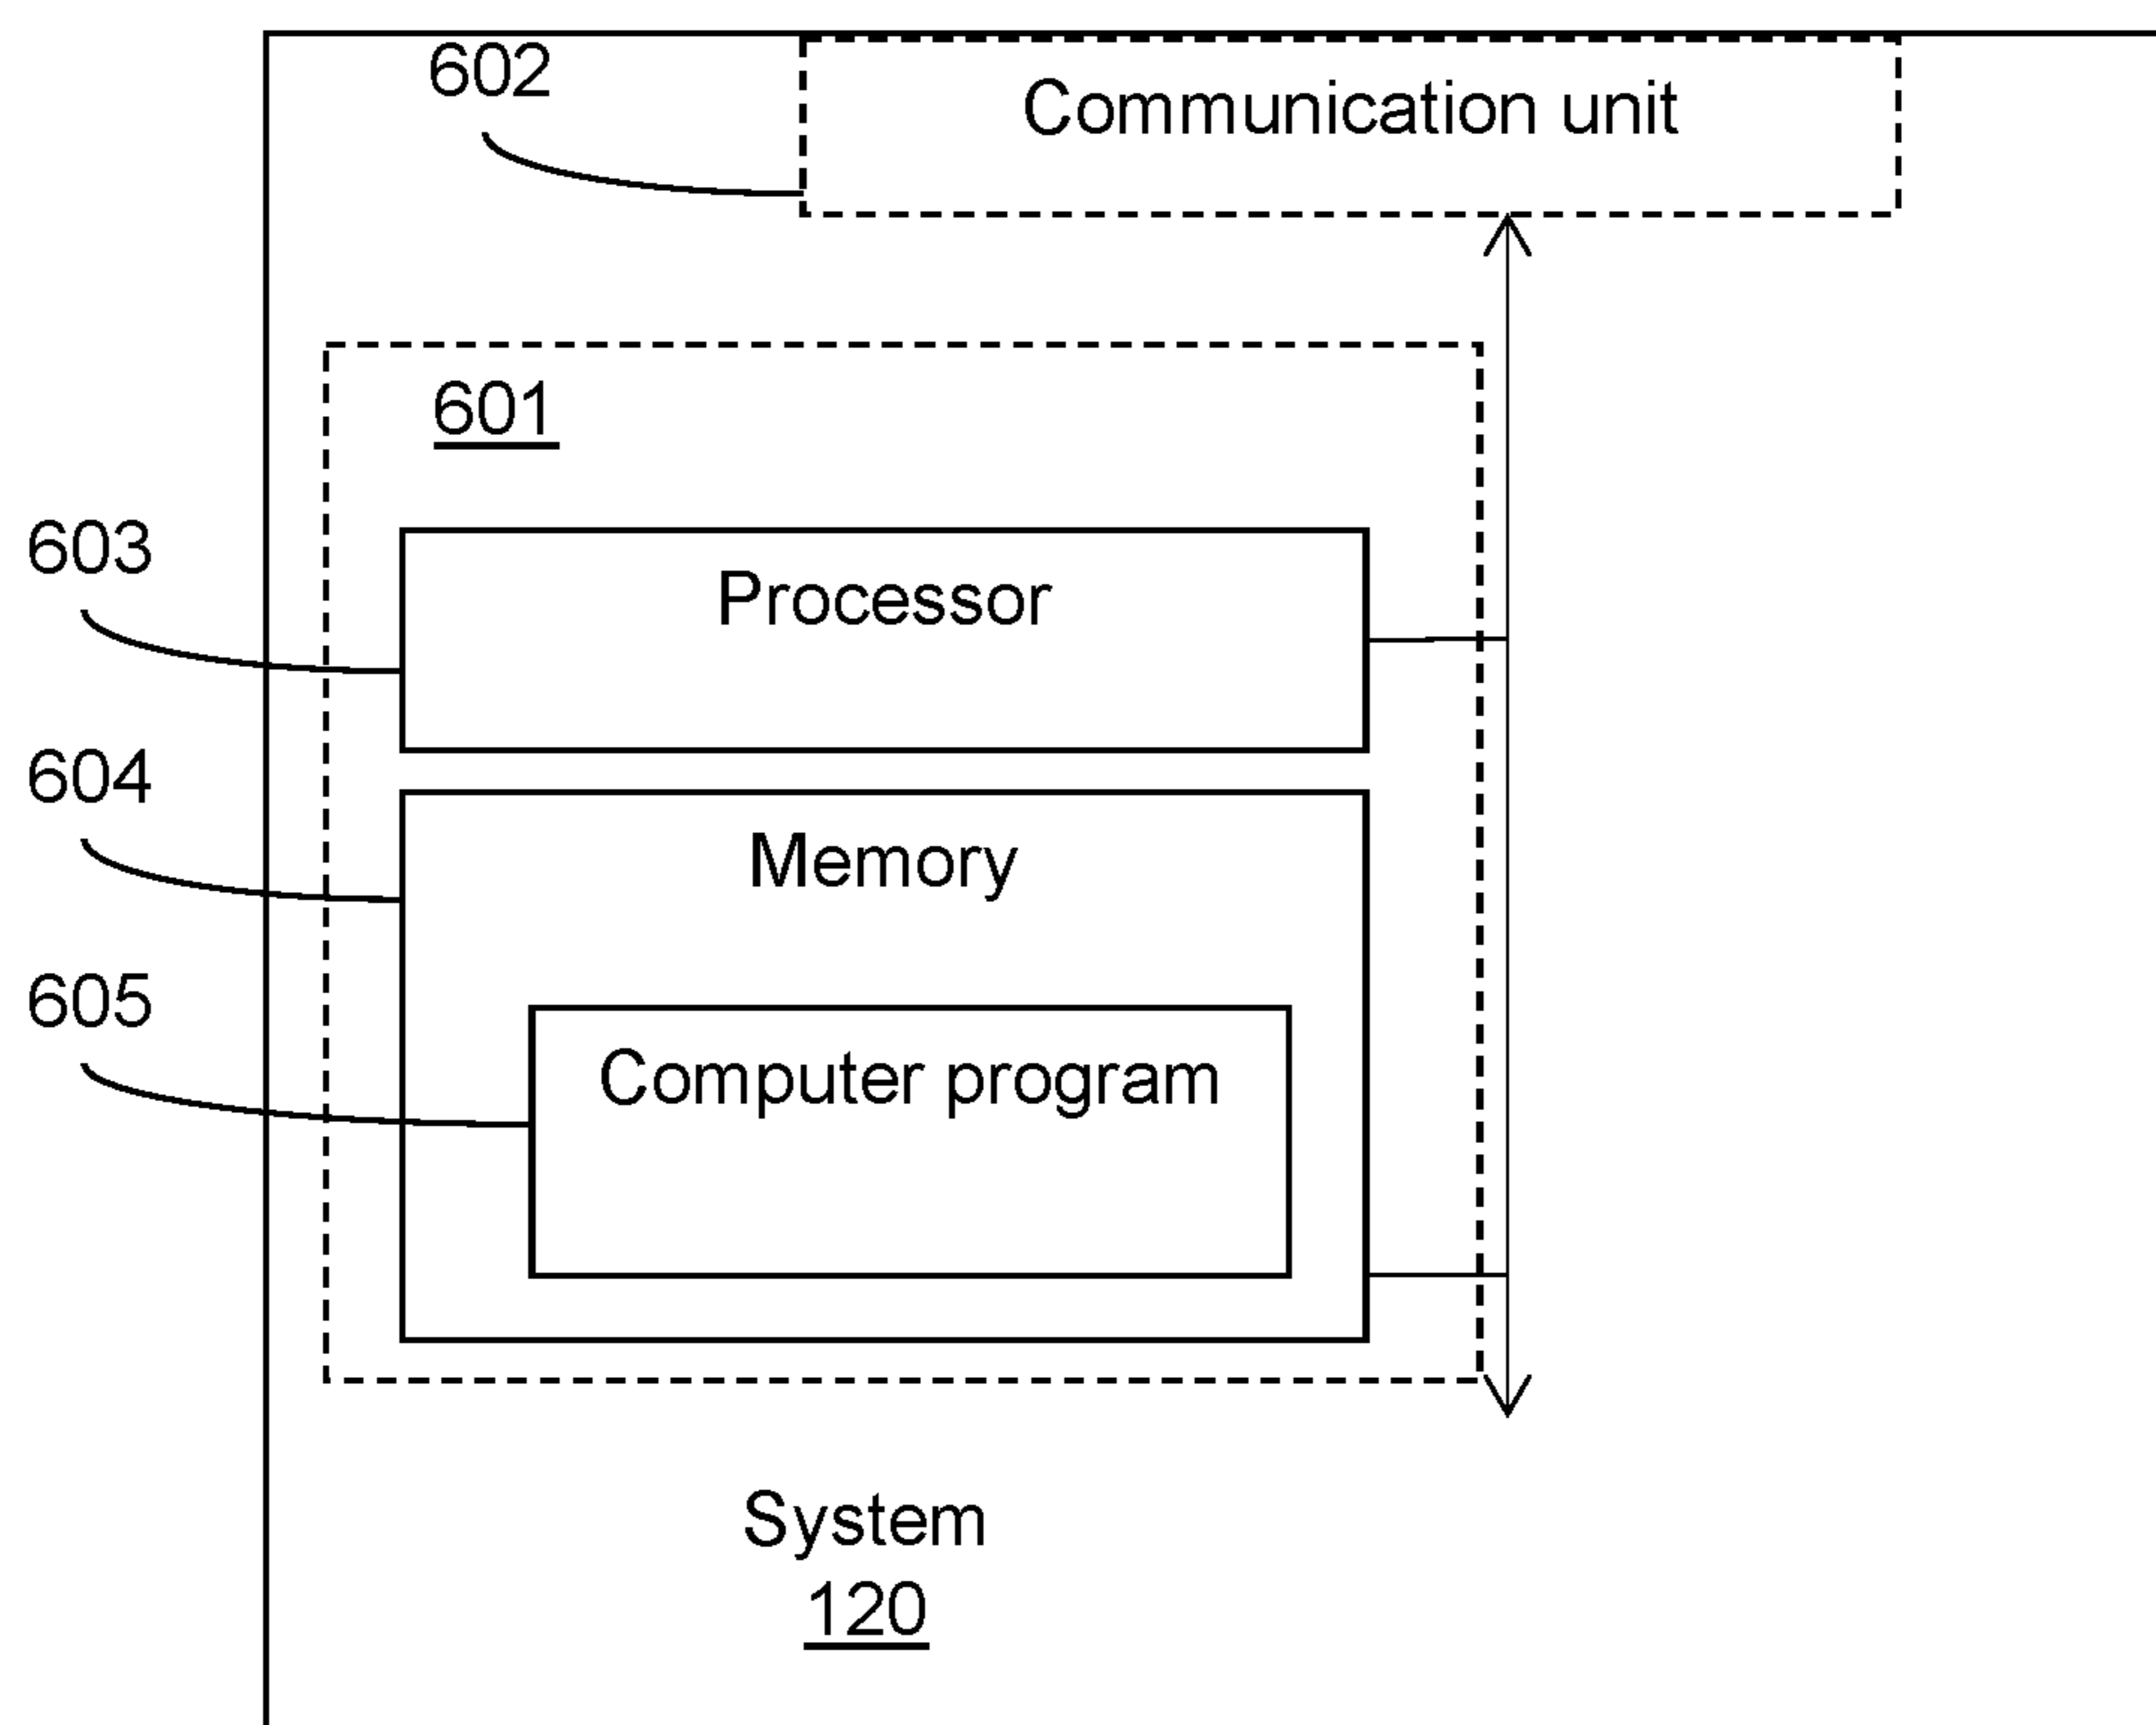 602
Communication unit
601
603
Processor
604
Memory
605
Computer program
System
120